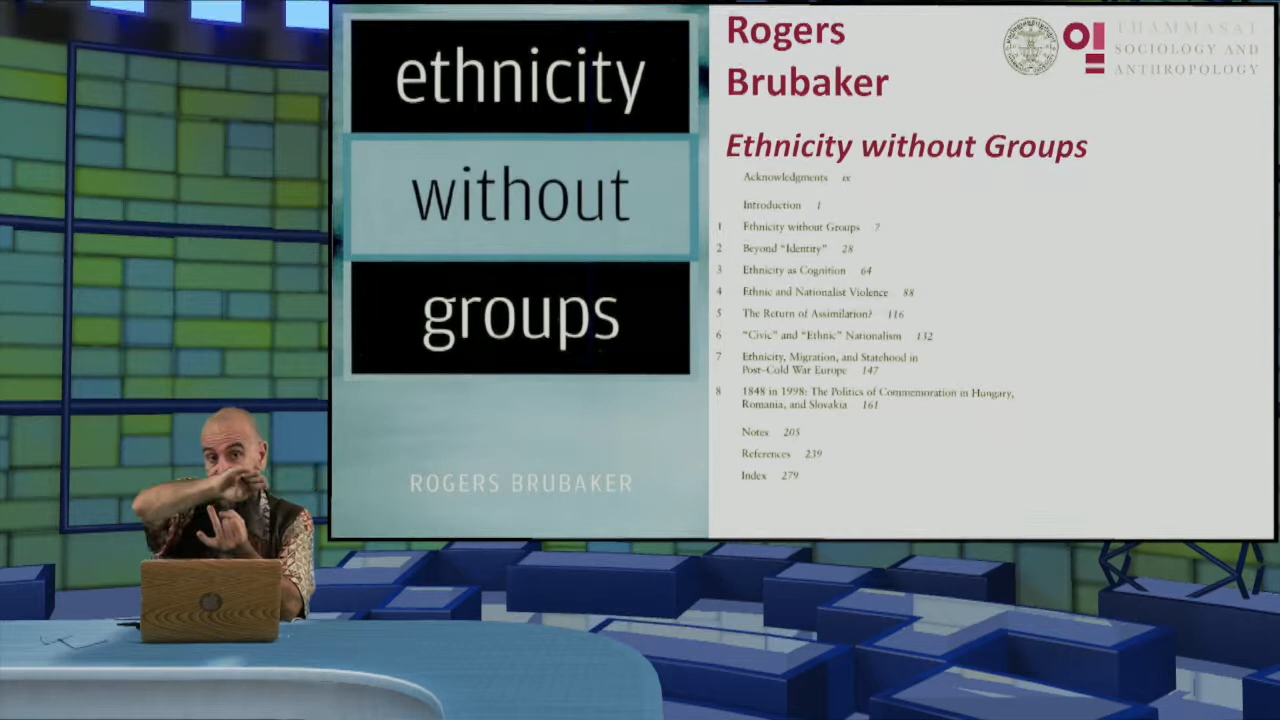 ethnicity
without
groups
ROGERS BRUBAKER
Rogers
Brubaker
THAMMASAT
SOCIOLOGY AND
ANTHROPOLOGY
Ethnicity without Groups
Acknowledgments ix
Introduction 1
1 Ethnicity without Groups 7
2 Beyond "Identity" 28
3 Ethnicity as Cognition 64
4 Ethnic and Nationalist Violence 88
5 The Return of Assimilation? 116
6 "Civic" and "Ethnic" Nationalism 132
7 Ethnicity, Migration, and Statehood in
Post–Cold War Europe 147
8 1848 in 1998: The Politics of Commemoration in Hungary,
Romania, and Slovakia 161
Notes 205
References 239
Index 279